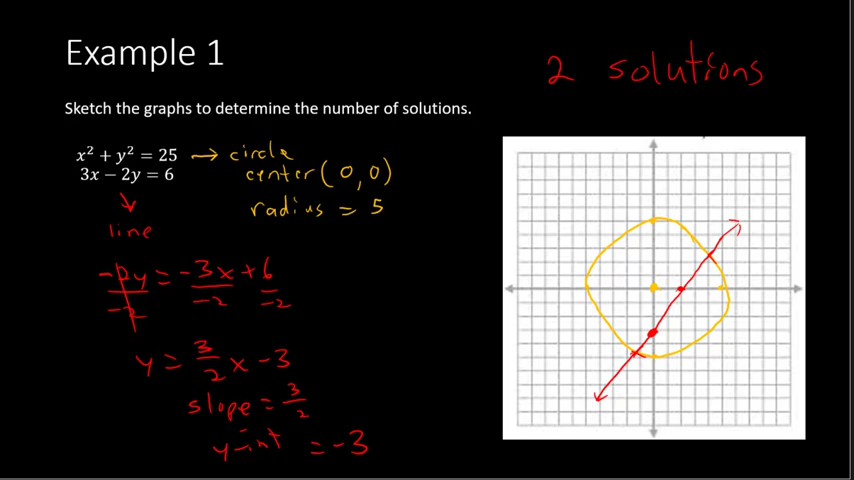 Example 1
2 solutions
Sketch the graphs to determine the number of solutions.
x² + y² = 25 → circle
center (0,0)
radius = 5
3x − 2y = 6
line
-2y = -3x + 6
-2 -2 -2
y = 3/2 x - 3
slope = 3/2
y-int = -3